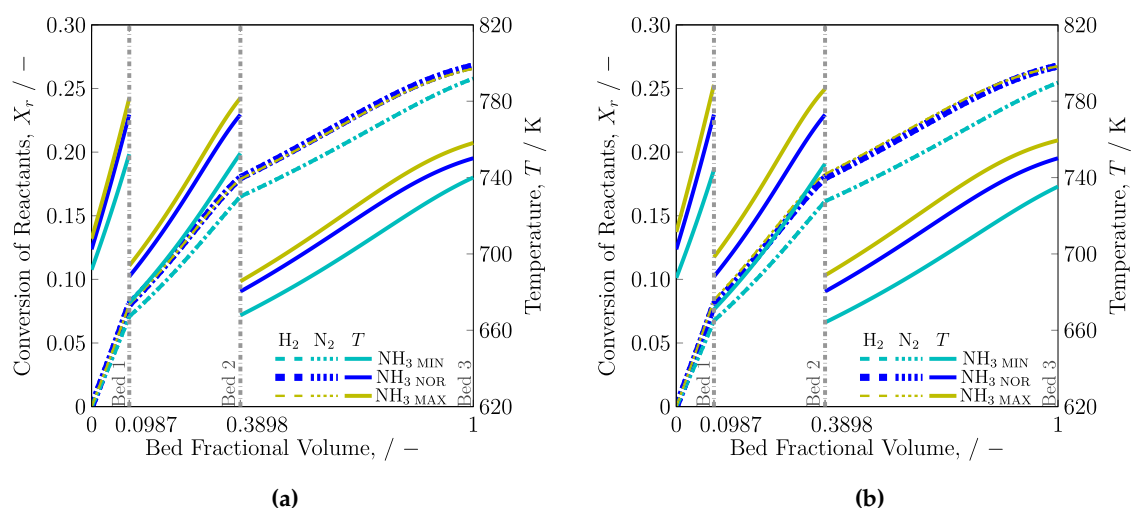 0.30
0.25
0.20
0.15
0.10
0.05
0
Conversion of Reactants, X_r / −
820
780
740
700
660
620
Temperature, T / K
Bed 1
Bed 2
Bed 3
H₂ N₂ T
NH₃ MIN
NH₃ NOR
NH₃ MAX
0 0.0987 0.3898 1
Bed Fractional Volume, / −
(a)
0.30
0.25
0.20
0.15
0.10
0.05
0
Conversion of Reactants, X_r / −
820
780
740
700
660
620
Temperature, T / K
Bed 1
Bed 2
Bed 3
H₂ N₂ T
NH₃ MIN
NH₃ NOR
NH₃ MAX
0 0.0987 0.3898 1
Bed Fractional Volume, / −
(b)